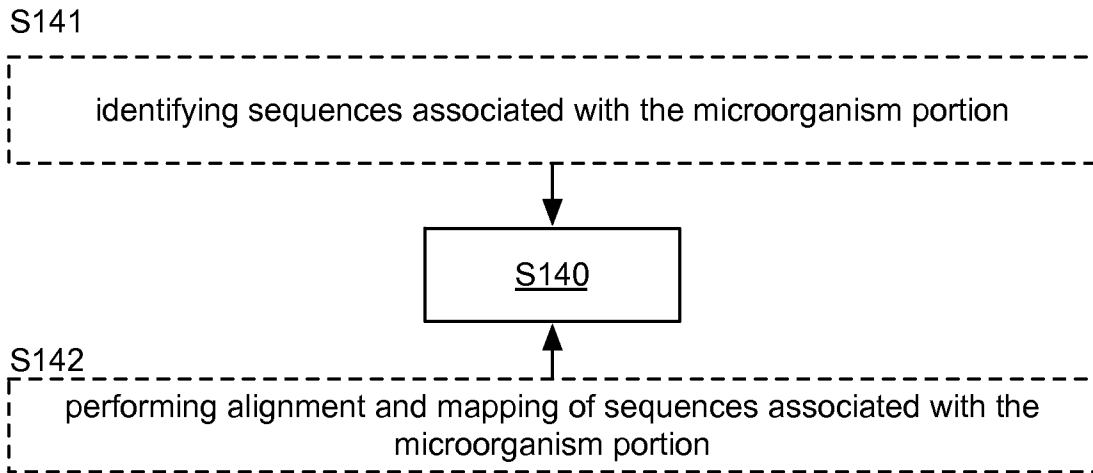 S141
identifying sequences associated with the microorganism portion
S140
S142
performing alignment and mapping of sequences associated with the
microorganism portion